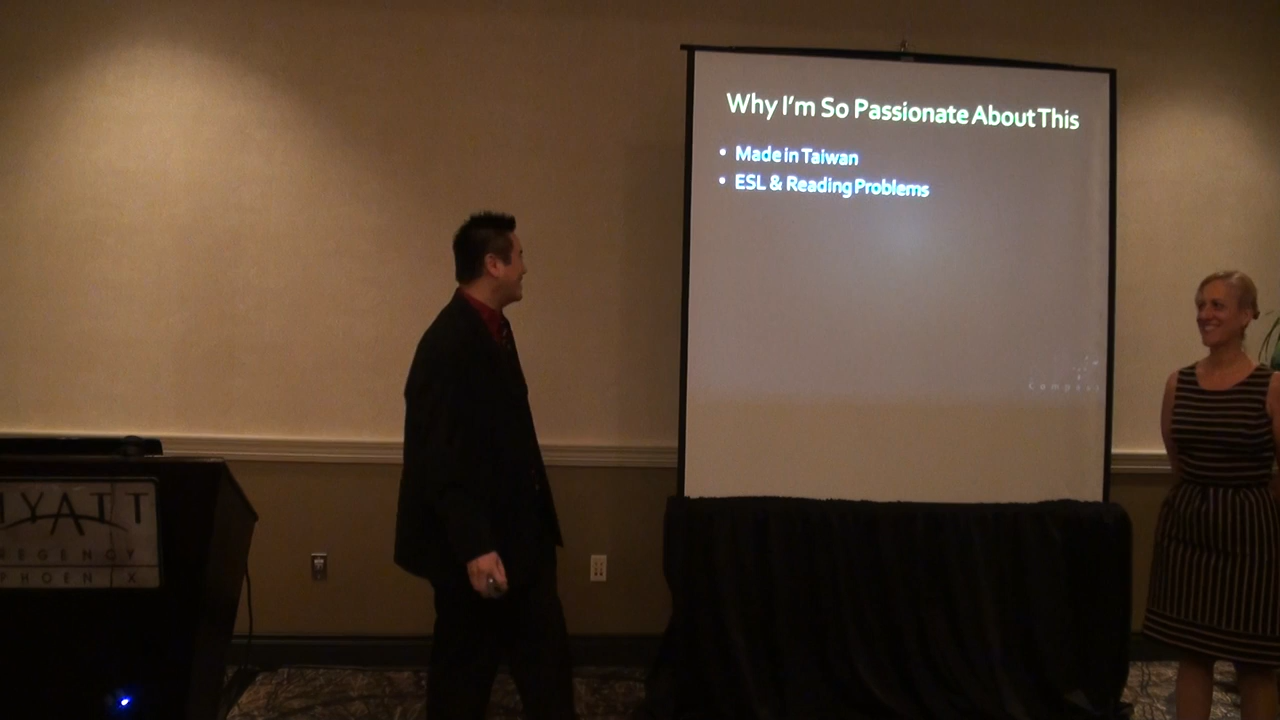 Why I'm So Passionate About This
• Made in Taiwan
• ESL & Reading Problems
HYATT
REGENCY
PHOENIX